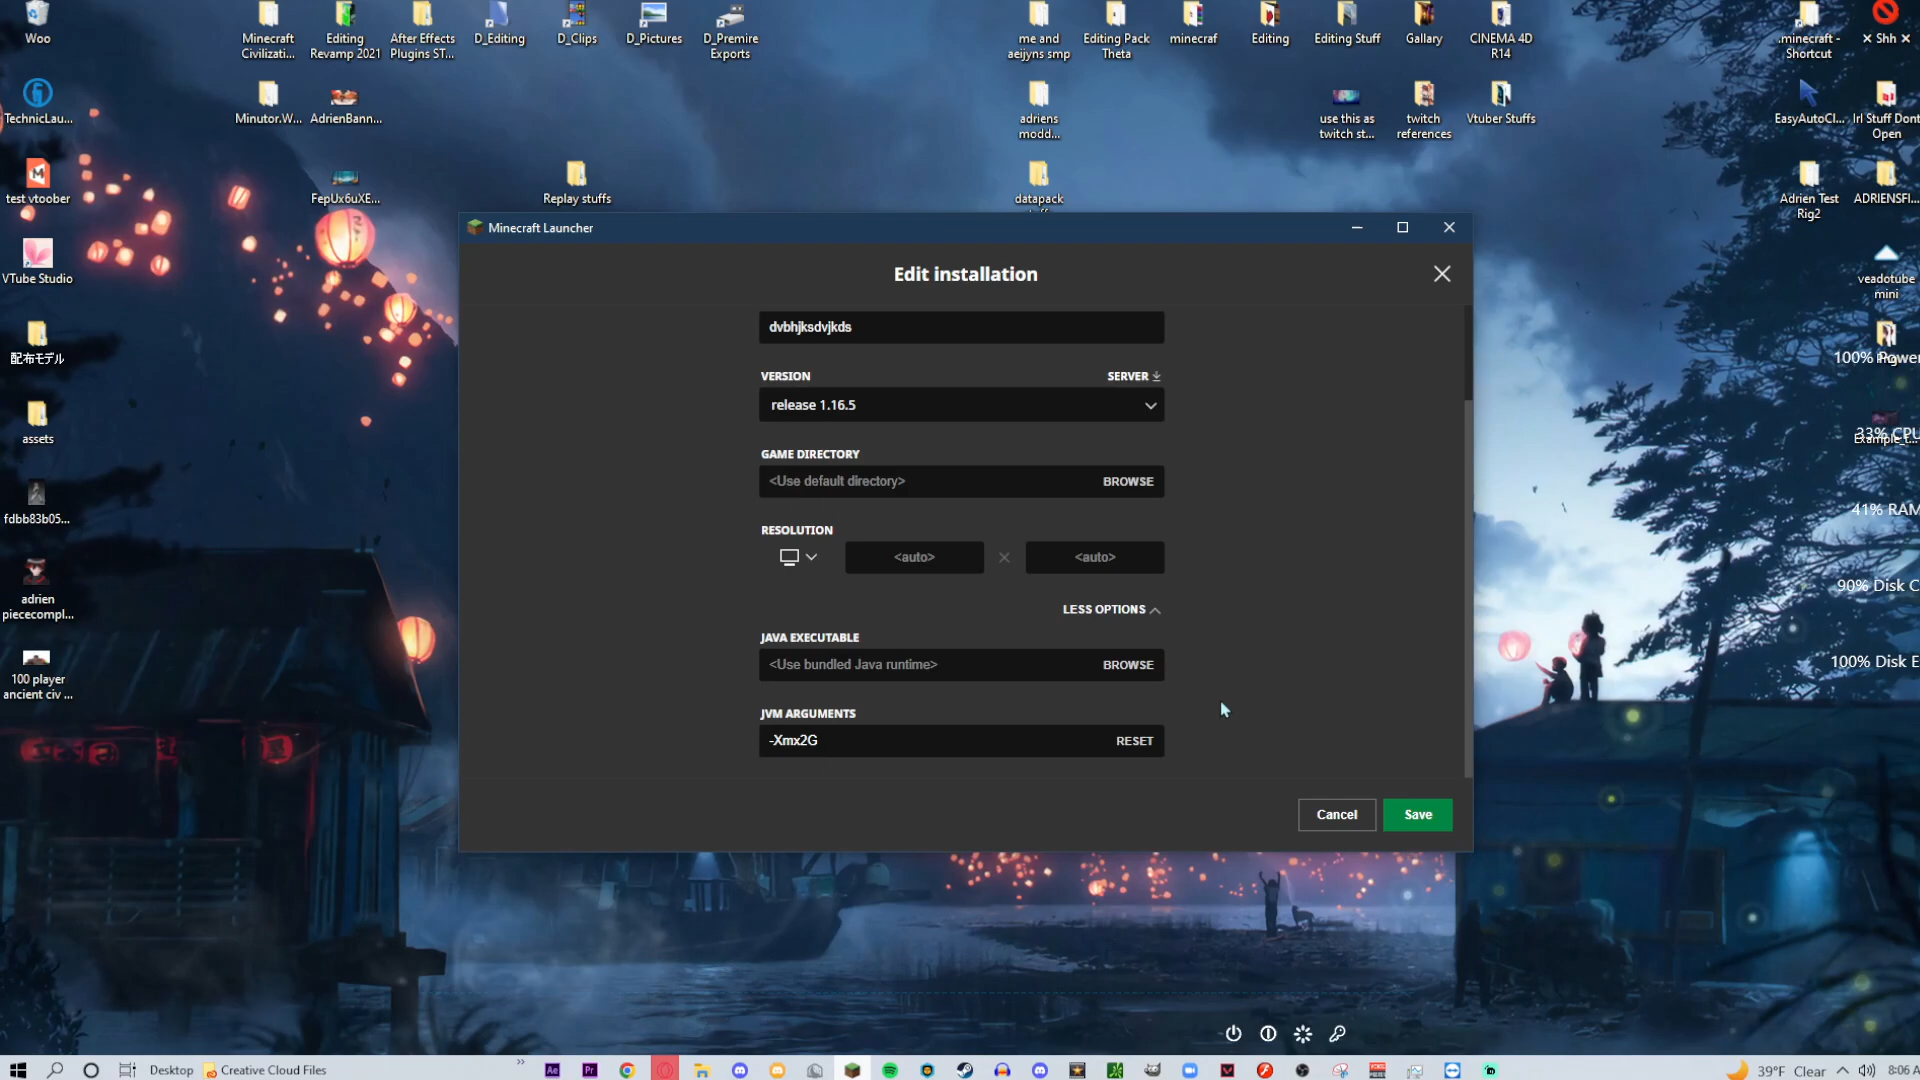 Woo
Minecraft
Civilizati...
Editing
Revamp 2021
After Effects
Plugins ST...
D_Editing
D_Clips
D_Pictures
D_Premire
Exports
me and
aeijyns smp
Editing Pack
Theta
minecraf
Editing
Editing Stuff
Gallary
CINEMA 4D
R14
.minecraft -
Shortcut
× Shh ×
TechnicLau...
Minutor.W...
AdrienBann...
adriens
modd...
use this as
twitch st...
twitch
references
Vtuber Stuffs
EasyAutoCl...
Irl Stuff Dont
Open
test vtoober
FepUx6uXE...
Replay stuffs
datapack
Adrien Test
Rig2
ADRIENSFI...
VTube Studio
veadotube
mini
配布モデル
100% Power
assets
33% CPU
Example_t...
fdbb83b05...
41% RAM
adrien
piececompl...
90% Disk C
100% Disk E
100 player
ancient civ ...
Minecraft Launcher
Edit installation
dvbhjksdvjkds
VERSION
SERVER
release 1.16.5
GAME DIRECTORY
<Use default directory>
BROWSE
RESOLUTION
<auto>
<auto>
LESS OPTIONS
JAVA EXECUTABLE
<Use bundled Java runtime>
BROWSE
JVM ARGUMENTS
-Xmx2G
RESET
Cancel
Save
Desktop
Creative Cloud Files
Ae
Pr
39°F Clear
8:06 A